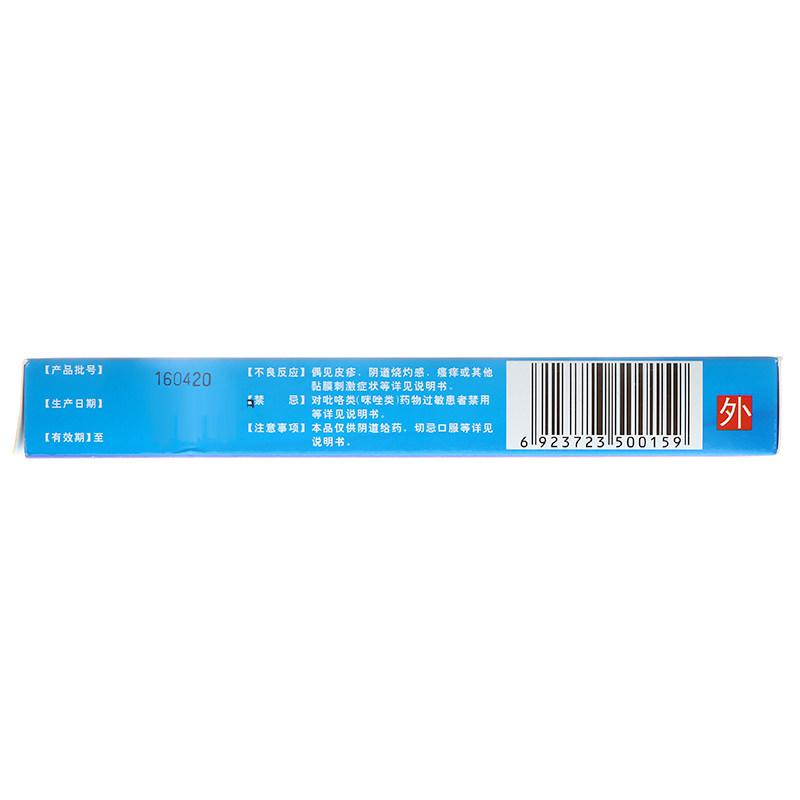 【产品批号】 160420
【生产日期】
【有效期】至
【不良反应】偶见皮疹、阴道烧灼感、瘙痒或其他
黏膜刺激症状等详见说明书。
【禁 忌】对吡咯类(咪唑类)药物过敏患者禁用
等详见说明书。
【注意事项】本品仅供阴道给药，切忌口服等详见
说明书。
6 923723 500159
外